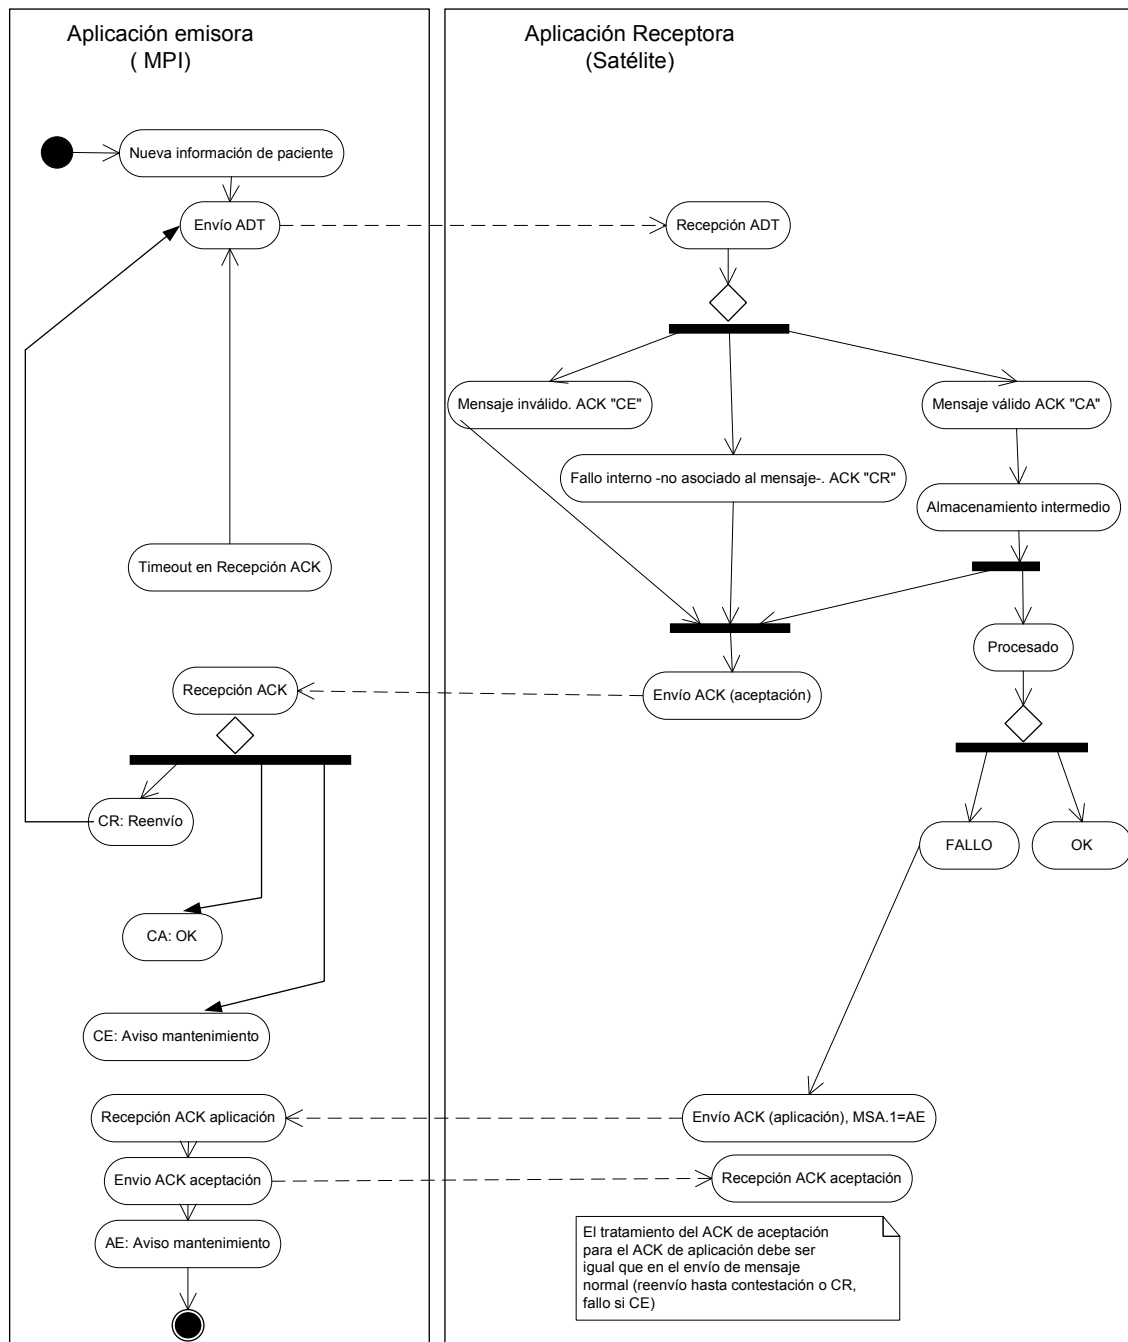 Aplicación emisora
( MPI)
Aplicación Receptora
(Satélite)
Nueva información de paciente
Envío ADT
Recepción ADT
Mensaje inválido. ACK "CE"
Mensaje válido ACK "CA"
Fallo interno -no asociado al mensaje-. ACK "CR"
Almacenamiento intermedio
Timeout en Recepción ACK
Procesado
Recepción ACK
Envío ACK (aceptación)
CR: Reenvío
FALLO
OK
CA: OK
CE: Aviso mantenimiento
Recepción ACK aplicación
Envío ACK (aplicación), MSA.1=AE
Envio ACK aceptación
Recepción ACK aceptación
AE: Aviso mantenimiento
El tratamiento del ACK de aceptación
para el ACK de aplicación debe ser
igual que en el envío de mensaje
normal (reenvío hasta contestación o CR,
fallo si CE)